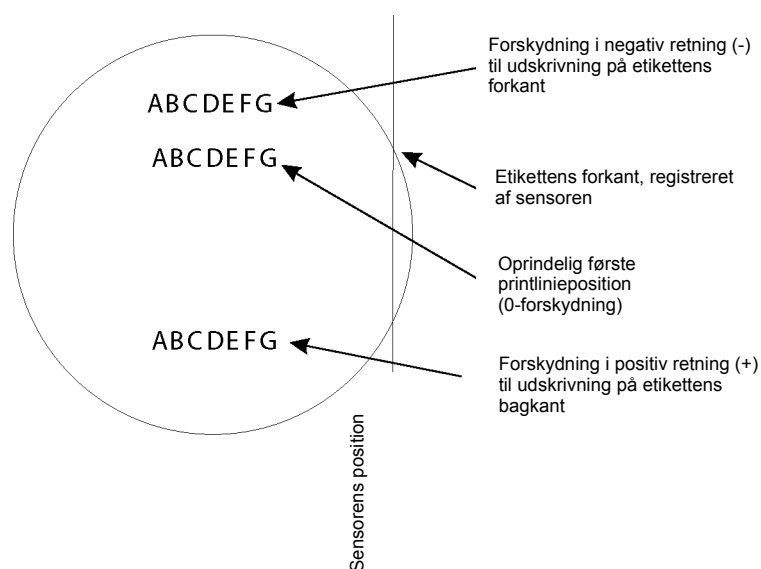 Forskydning i negativ retning (-)
til udskrivning på etikettens
forkant
ABCDEFG
ABCDEFG
Etikettens forkant, registreret
af sensoren
Oprindelig første
printlinieposition
(0-forskydning)
ABCDEFG
Forskydning i positiv retning (+)
til udskrivning på etikettens
bagkant
Sensorens position